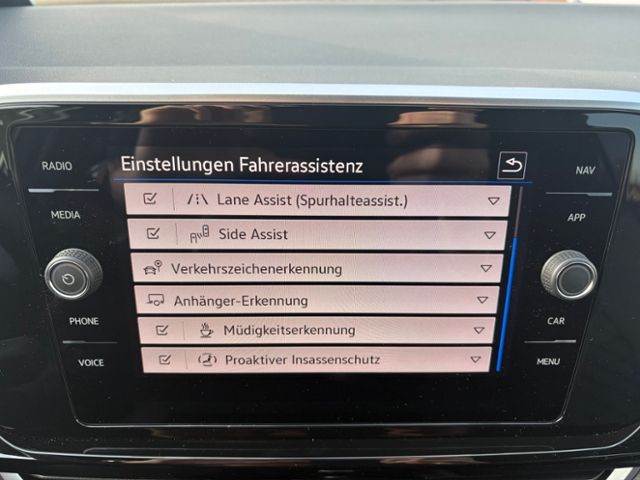 RADIO
Einstellungen Fahrerassistenz
NAV
MEDIA
Lane Assist (Spurhalteassist.)
APP
Side Assist
Verkehrszeichenerkennung
Anhänger-Erkennung
PHONE
Müdigkeitserkennung
CAR
VOICE
Proaktiver Insassenschutz
MENU